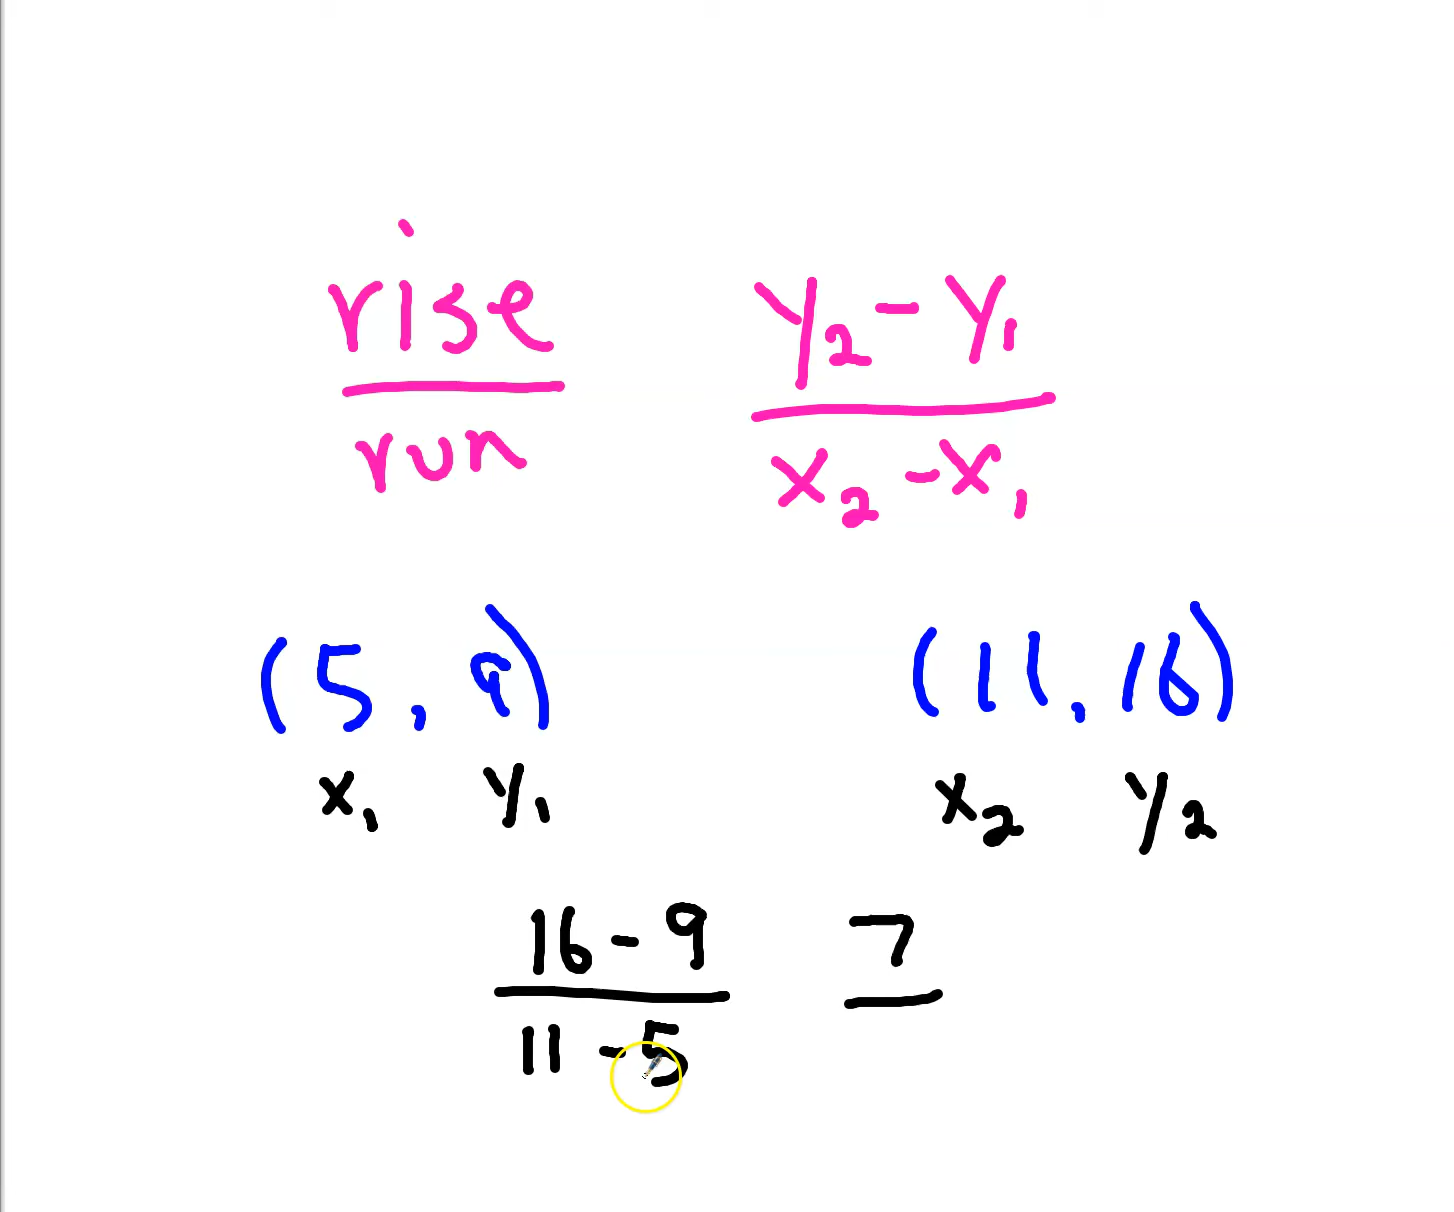 rise y₂-y₁
run x₂-x₁
(5, 9) (11, 16)
x₁ y₁ x₂ y₂
16-9 7
11-5